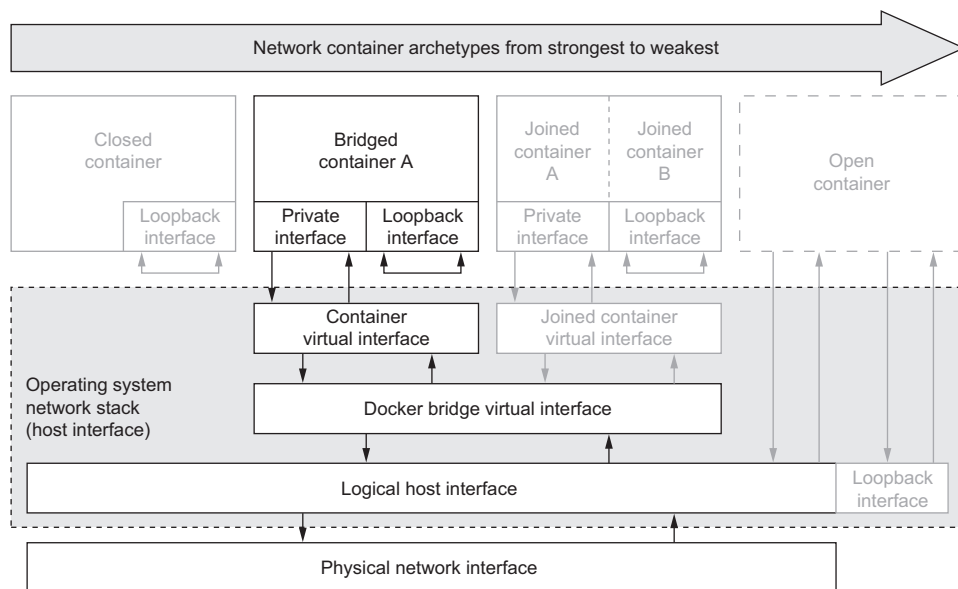 Network container archetypes from strongest to weakest
Closed
container
Loopback
interface
Bridged
container A
Private
interface
Loopback
interface
Joined
container
A
Joined
container
B
Private
interface
Loopback
interface
Open
container
Container
virtual interface
Joined container
virtual interface
Operating system
network stack
(host interface)
Docker bridge virtual interface
Logical host interface
Loopback
interface
Physical network interface